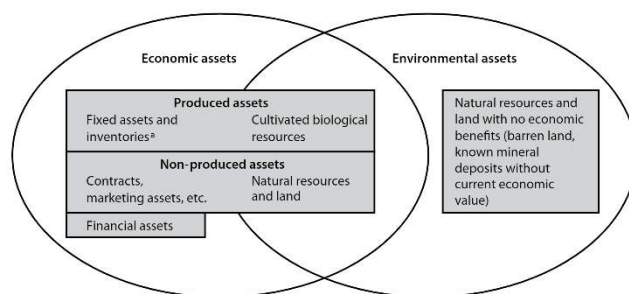 Economic assets
Environmental assets
Produced assets
Fixed assets and
inventoriesᵃ
Cultivated biological
resources
Non-produced assets
Contracts,
marketing assets, etc.
Natural resources
and land
Financial assets
Natural resources and
land with no economic
benefits (barren land,
known mineral
deposits without
current economic
value)